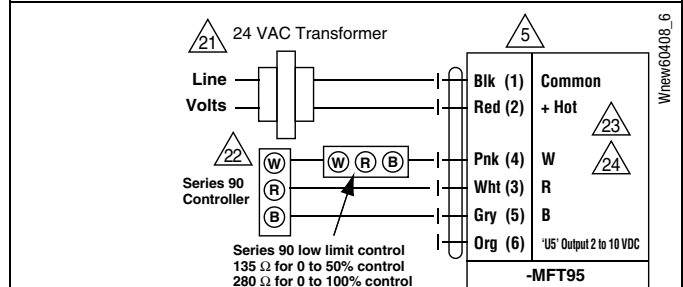 21 24 VAC Transformer
5
Wnew60408_6
Line
Volts
Blk (1) Common
Red (2) + Hot
23
22
W
R
B
Series 90
Controller
W R B
Pnk (4) W
24
Wht (3) R
Gry (5) B
Org (6) 'U5' Output 2 to 10 VDC
Series 90 low limit control
135 Ω for 0 to 50% control
280 Ω for 0 to 100% control
-MFT95